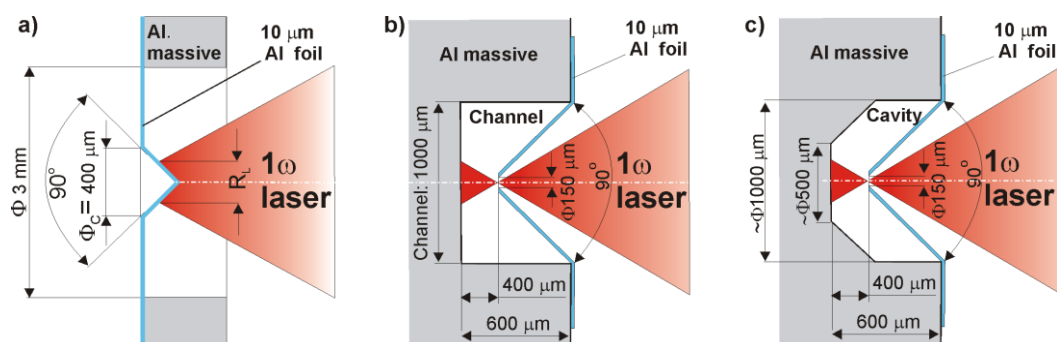 a)
Al.
massive
10 μm
Al foil
Φ 3 mm
90°
ΦC = 400 μm
RL
1ω
laser
b)
Al massive
10 μm
Al foil
Channel
Channel: 1000 μm
Φ150 μm
90°
1ω
laser
400 μm
600 μm
c)
Al massive
10 μm
Al foil
Cavity
~Φ1000 μm
~Φ500 μm
Φ150 μm
90°
1ω
laser
400 μm
600 μm